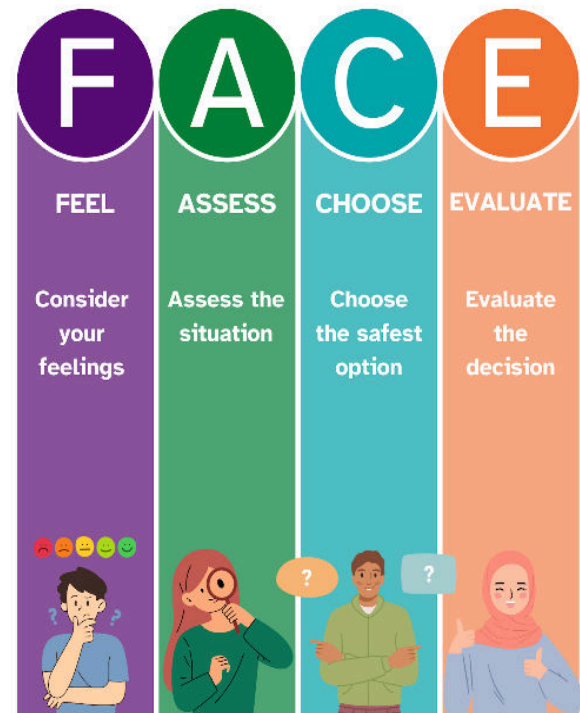 F A C E
FEEL ASSESS CHOOSE EVALUATE
Consider
your
feelings
Assess the
situation
Choose
the safest
option
Evaluate
the
decision
? ?
? ?